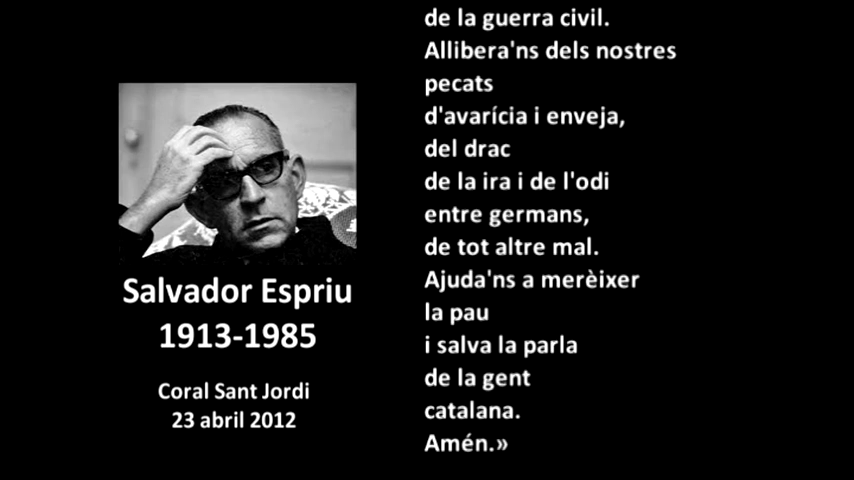 Salvador Espriu
1913-1985
Coral Sant Jordi
23 abril 2012
de la guerra civil.
Allibera'ns dels nostres
pecats
d'avarícia i enveja,
del drac
de la ira i de l'odi
entre germans,
de tot altre mal.
Ajuda'ns a merèixer
la pau
i salva la parla
de la gent
catalana.
Amén.»